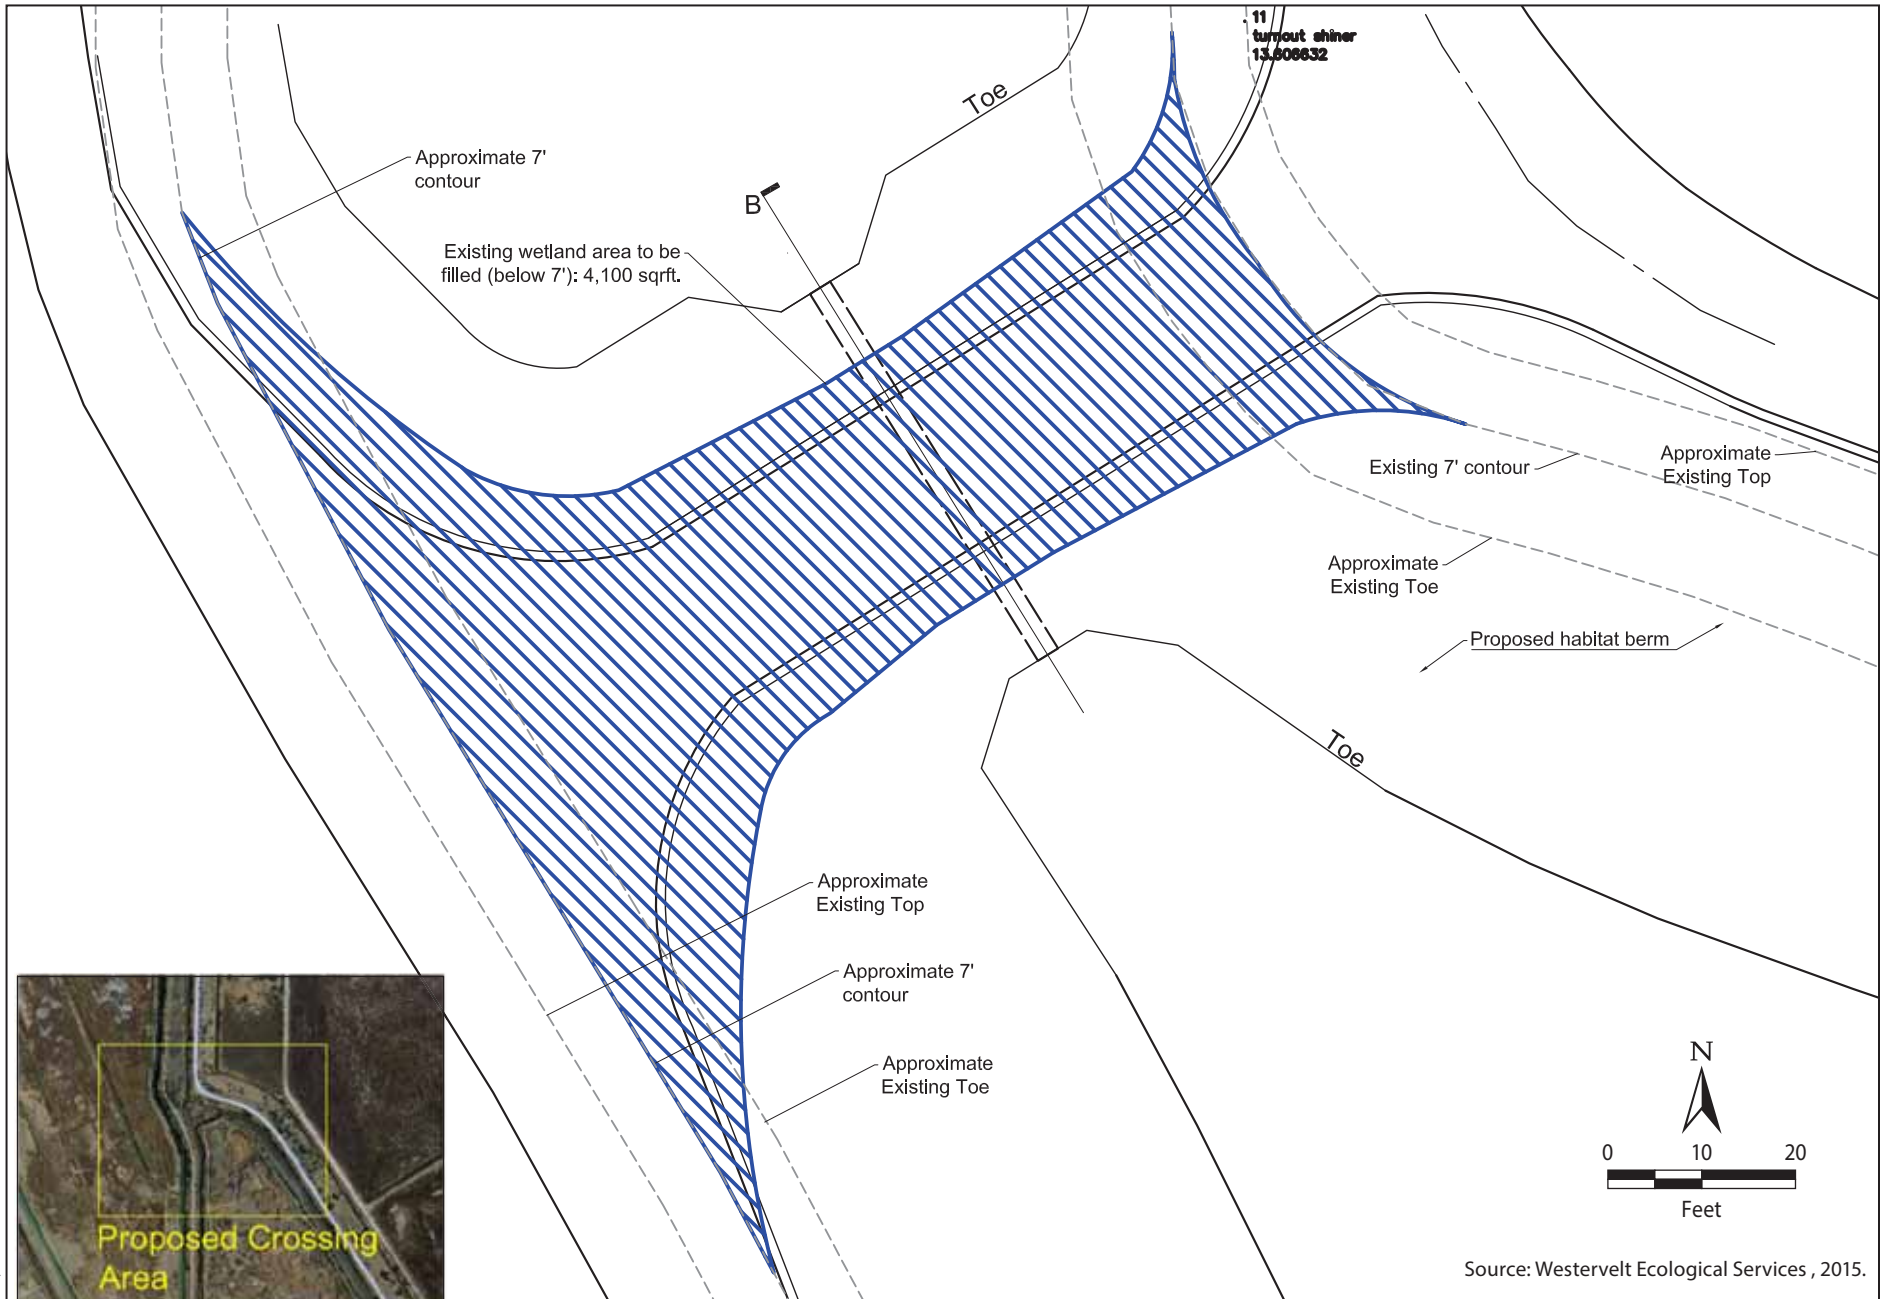 11
turnout shiner
13.606632
Toe
Approximate 7'
contour
B
Existing wetland area to be
filled (below 7'): 4,100 sqrft.
Existing 7' contour
Approximate
Existing Top
Approximate
Existing Toe
Proposed habitat berm
Toe
Approximate
Existing Top
Approximate 7'
contour
Approximate
Existing Toe
N
0 10 20
Feet
Proposed Crossing
Area
Source: Westervelt Ecological Services , 2015.